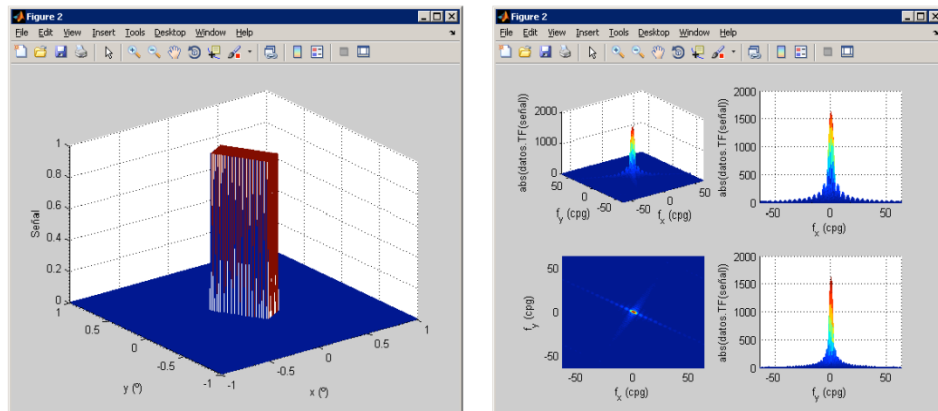 Figure 2
File Edit View Insert Tools Desktop Window Help
1
0.8
0.6
0.4
0.2
0
Señal
1
0.5
0
-0.5
-1
y (º)
-1
-0.5
0
0.5
1
x (º)
Figure 2
File Edit View Insert Tools Desktop Window Help
abs(datos.TF(señal))
2000
1000
0
50
0
-50
f_y (cpg)
-50
0
50
f_x (cpg)
abs(datos.TF(señal))
2000
1500
1000
500
0
-50
0
50
f_x (cpg)
f_y (cpg)
50
0
-50
-50
0
50
f_x (cpg)
abs(datos.TF(señal))
2000
1500
1000
500
0
-50
0
50
f_y (cpg)